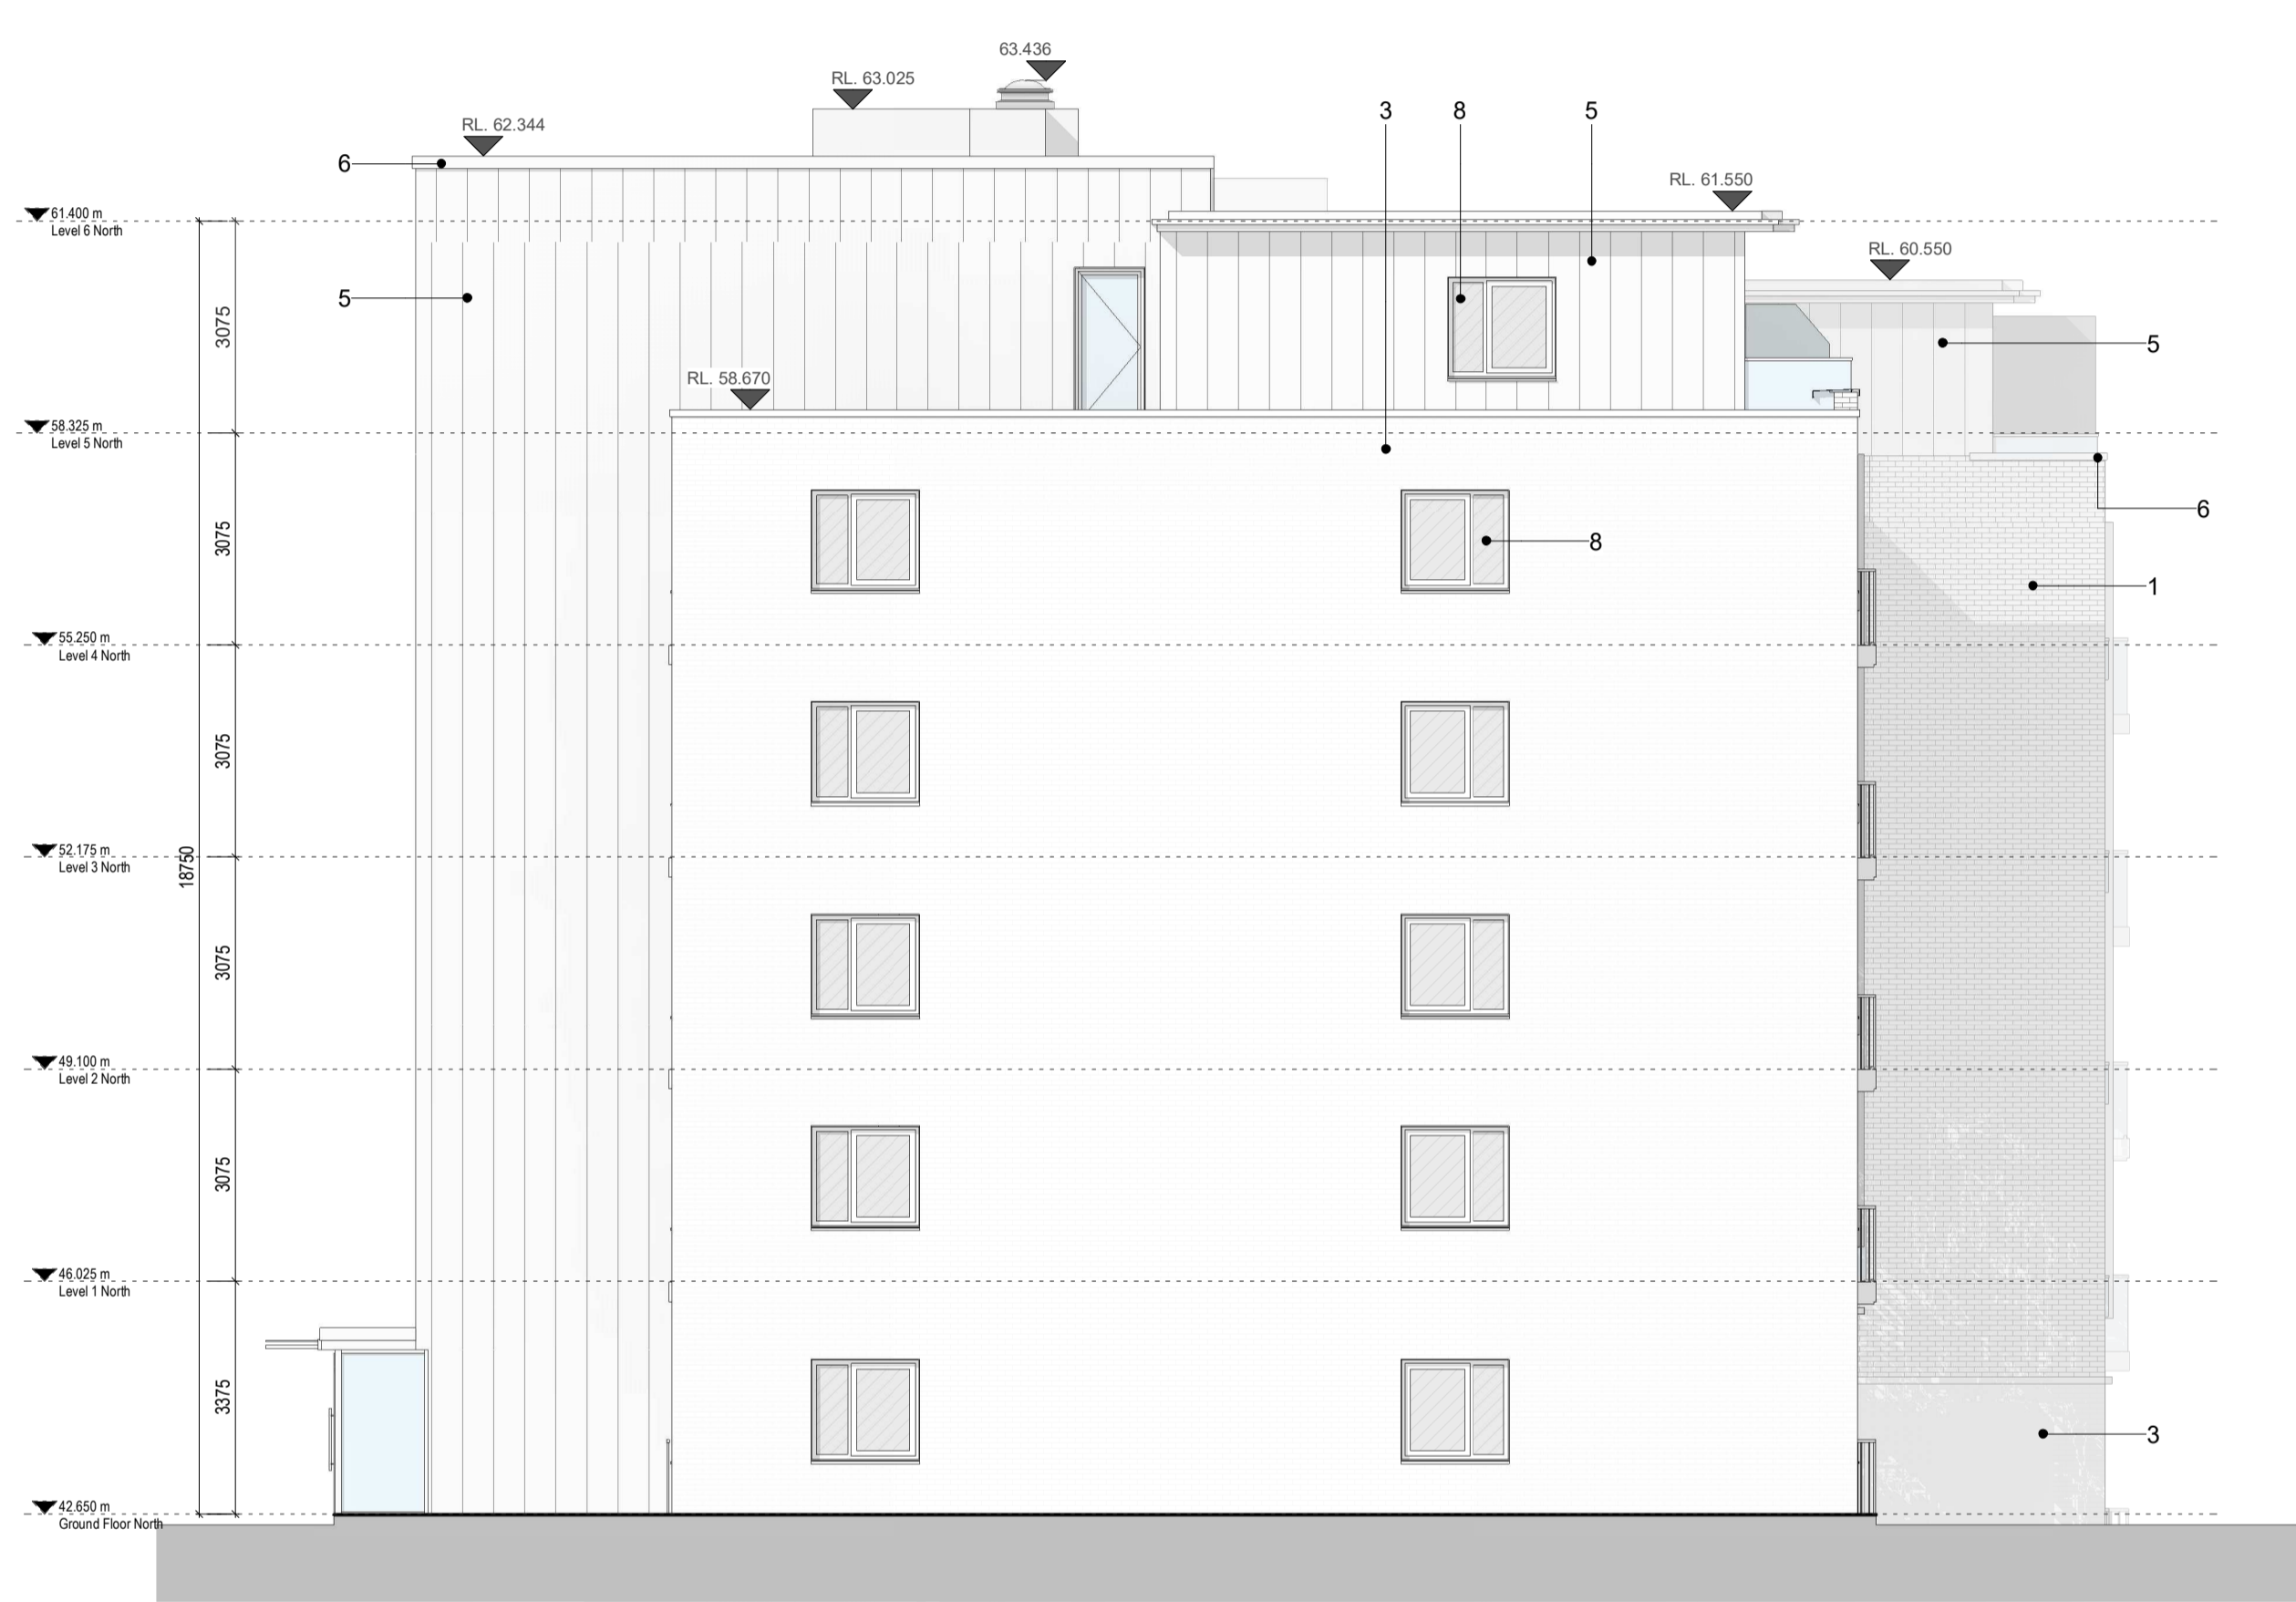 63.436
RL. 63.025
RL. 62.344
3
8
5
6
RL. 61.550
61.400 m
Level 6 North
RL. 60.550
5
3075
5
RL. 58.670
58.325 m
Level 5 North
6
3075
8
1
55.250 m
Level 4 North
3075
52.175 m
Level 3 North
18750
3075
49.100 m
Level 2 North
3075
46.025 m
Level 1 North
3375
3
42.650 m
Ground Floor North